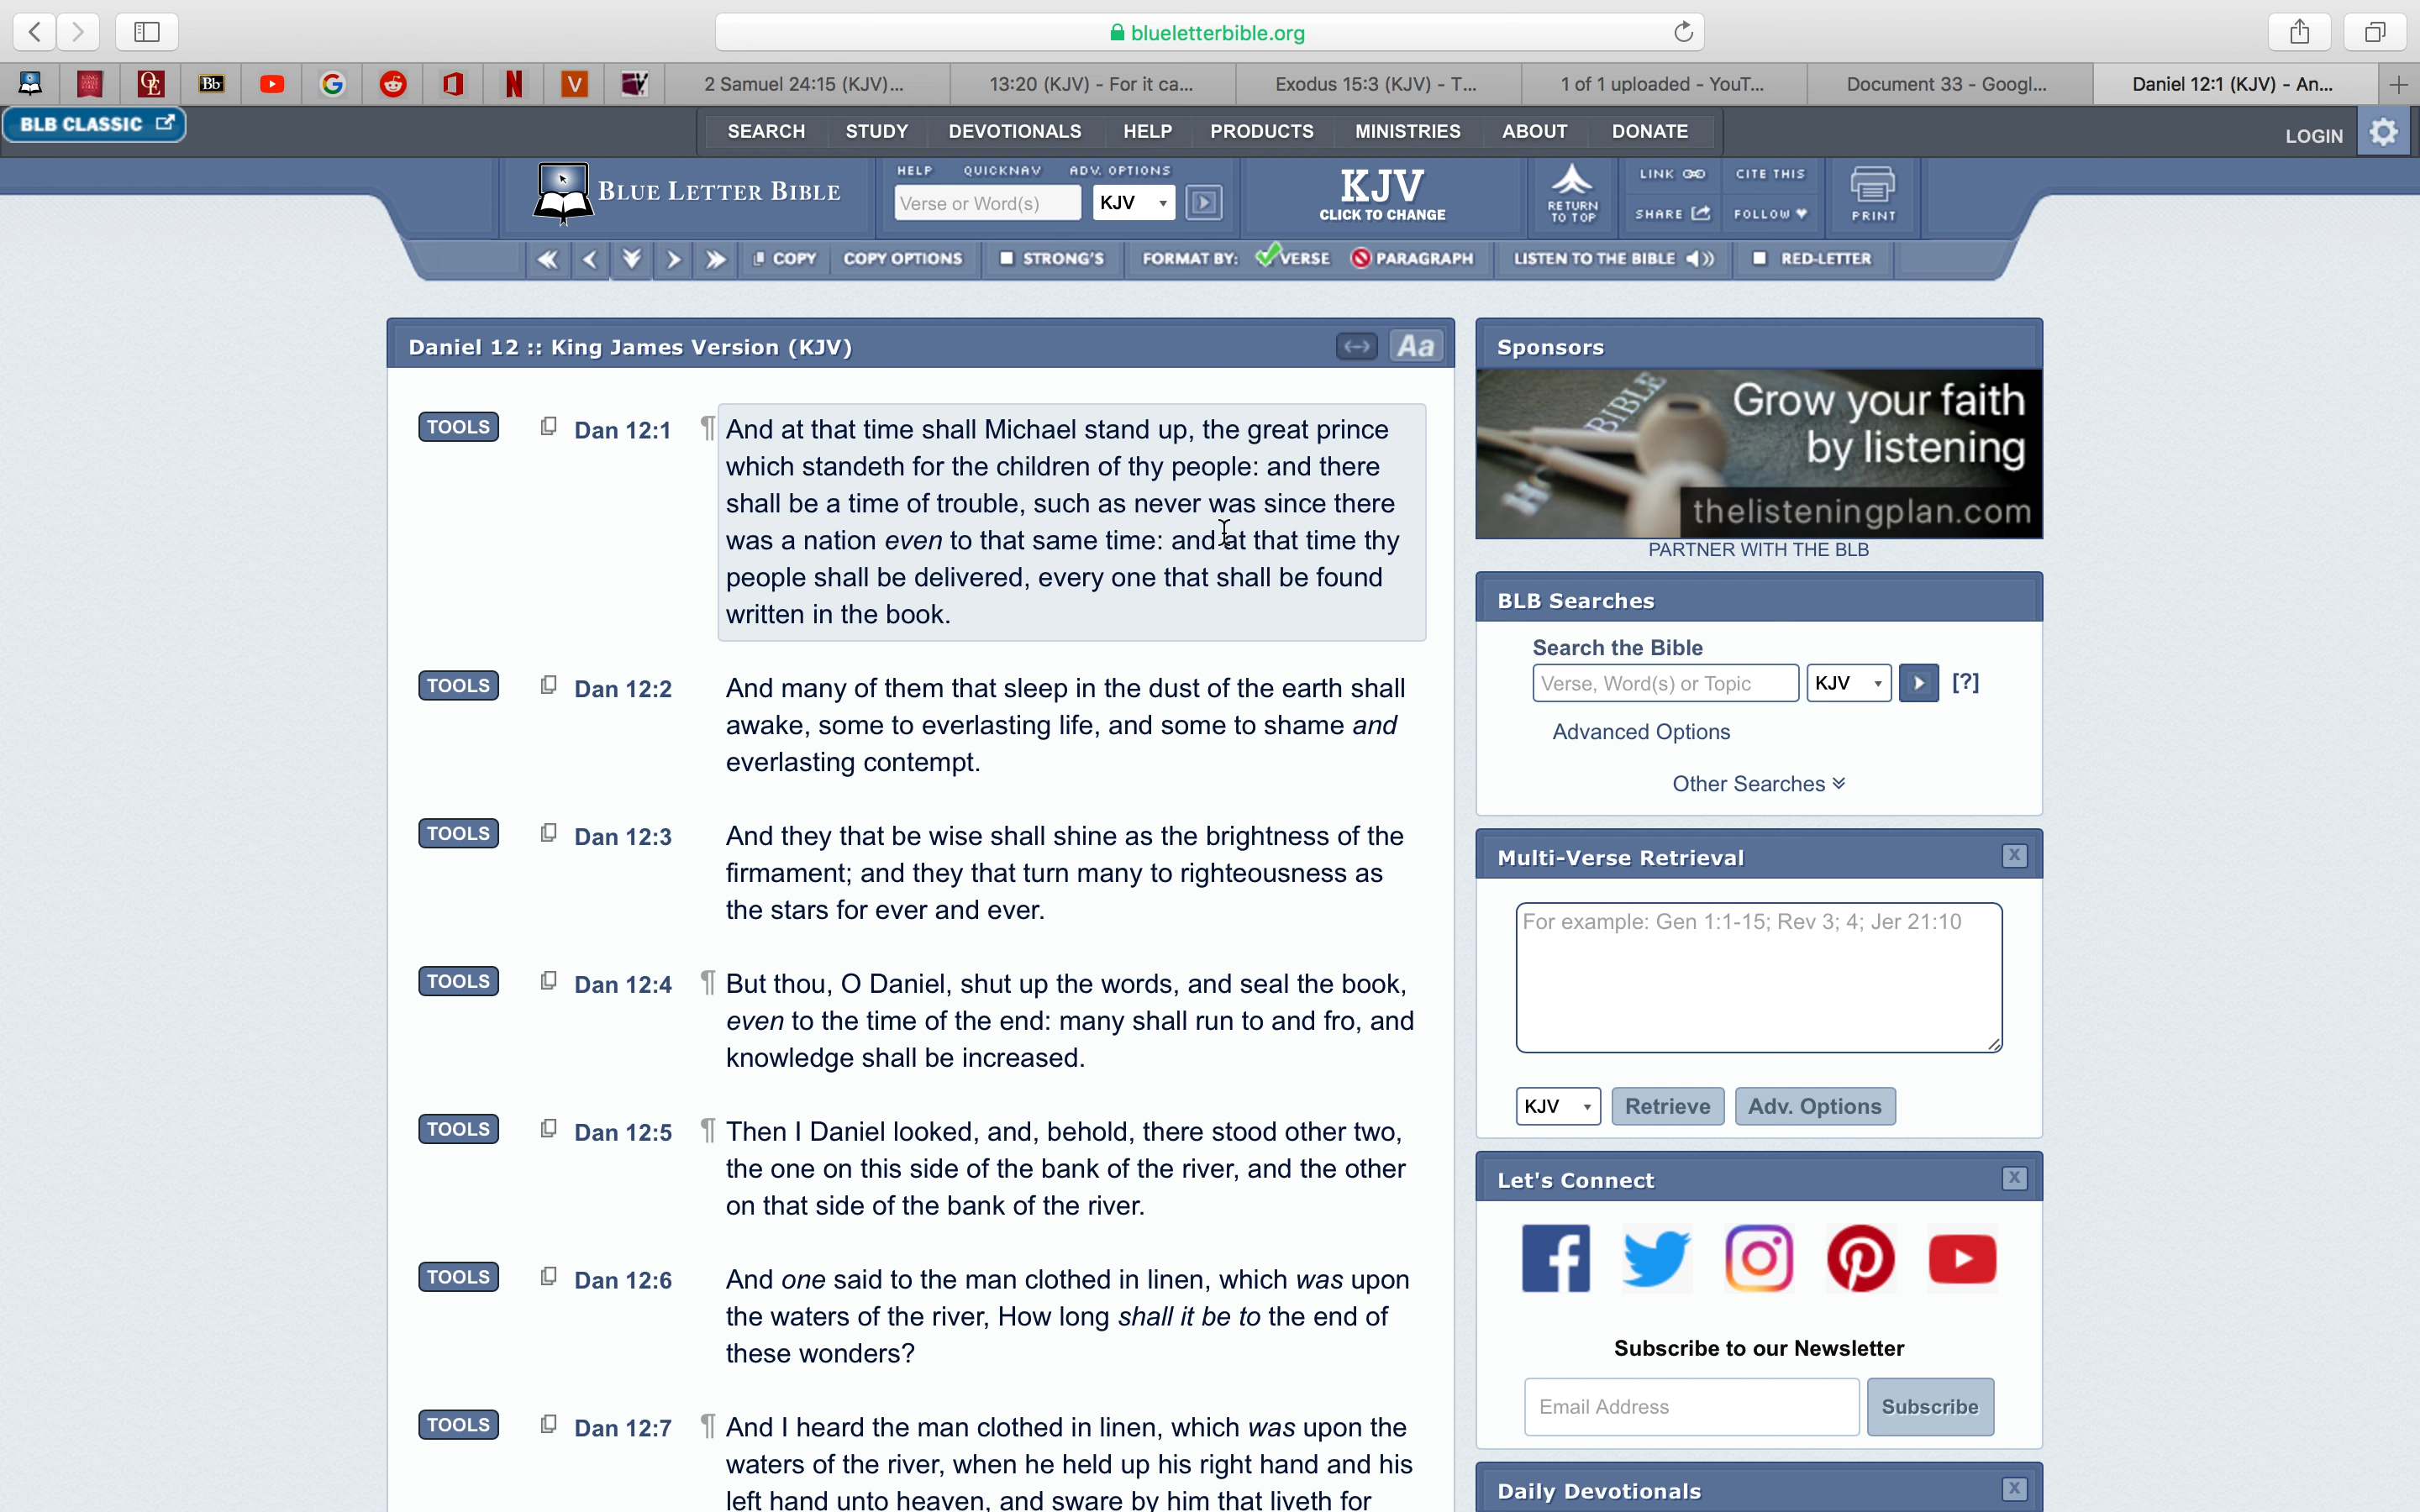 blueletterbible.org
Bb
V
2 Samuel 24:15 (KJV)...
13:20 (KJV) - For it ca...
Exodus 15:3 (KJV) - T...
1 of 1 uploaded - YouT...
Document 33 - Googl...
Daniel 12:1 (KJV) - An...
BLB CLASSIC
SEARCH STUDY DEVOTIONALS HELP PRODUCTS MINISTRIES ABOUT DONATE
LOGIN
BLUE LETTER BIBLE
HELP QUICKNAV ADV. OPTIONS
Verse or Word(s) KJV
KJV
CLICK TO CHANGE
RETURN
TO TOP
LINK CITE THIS
SHARE FOLLOW
PRINT
COPY COPY OPTIONS STRONG'S FORMAT BY: VERSE PARAGRAPH LISTEN TO THE BIBLE RED-LETTER
Daniel 12 :: King James Version (KJV)
Aa
TOOLS Dan 12:1 ¶ And at that time shall Michael stand up, the great prince
which standeth for the children of thy people: and there
shall be a time of trouble, such as never was since there
was a nation even to that same time: and at that time thy
people shall be delivered, every one that shall be found
written in the book.
TOOLS Dan 12:2 And many of them that sleep in the dust of the earth shall
awake, some to everlasting life, and some to shame and
everlasting contempt.
TOOLS Dan 12:3 And they that be wise shall shine as the brightness of the
firmament; and they that turn many to righteousness as
the stars for ever and ever.
TOOLS Dan 12:4 ¶ But thou, O Daniel, shut up the words, and seal the book,
even to the time of the end: many shall run to and fro, and
knowledge shall be increased.
TOOLS Dan 12:5 ¶ Then I Daniel looked, and, behold, there stood other two,
the one on this side of the bank of the river, and the other
on that side of the bank of the river.
TOOLS Dan 12:6 And one said to the man clothed in linen, which was upon
the waters of the river, How long shall it be to the end of
these wonders?
TOOLS Dan 12:7 ¶ And I heard the man clothed in linen, which was upon the
waters of the river, when he held up his right hand and his
left hand unto heaven, and sware by him that liveth for
Sponsors
BIBLE
Grow your faith
by listening
thelisteningplan.com
PARTNER WITH THE BLB
BLB Searches
Search the Bible
Verse, Word(s) or Topic KJV [?]
Advanced Options
Other Searches
Multi-Verse Retrieval X
For example: Gen 1:1-15; Rev 3; 4; Jer 21:10
KJV Retrieve Adv. Options
Let's Connect X
Subscribe to our Newsletter
Email Address Subscribe
Daily Devotionals X